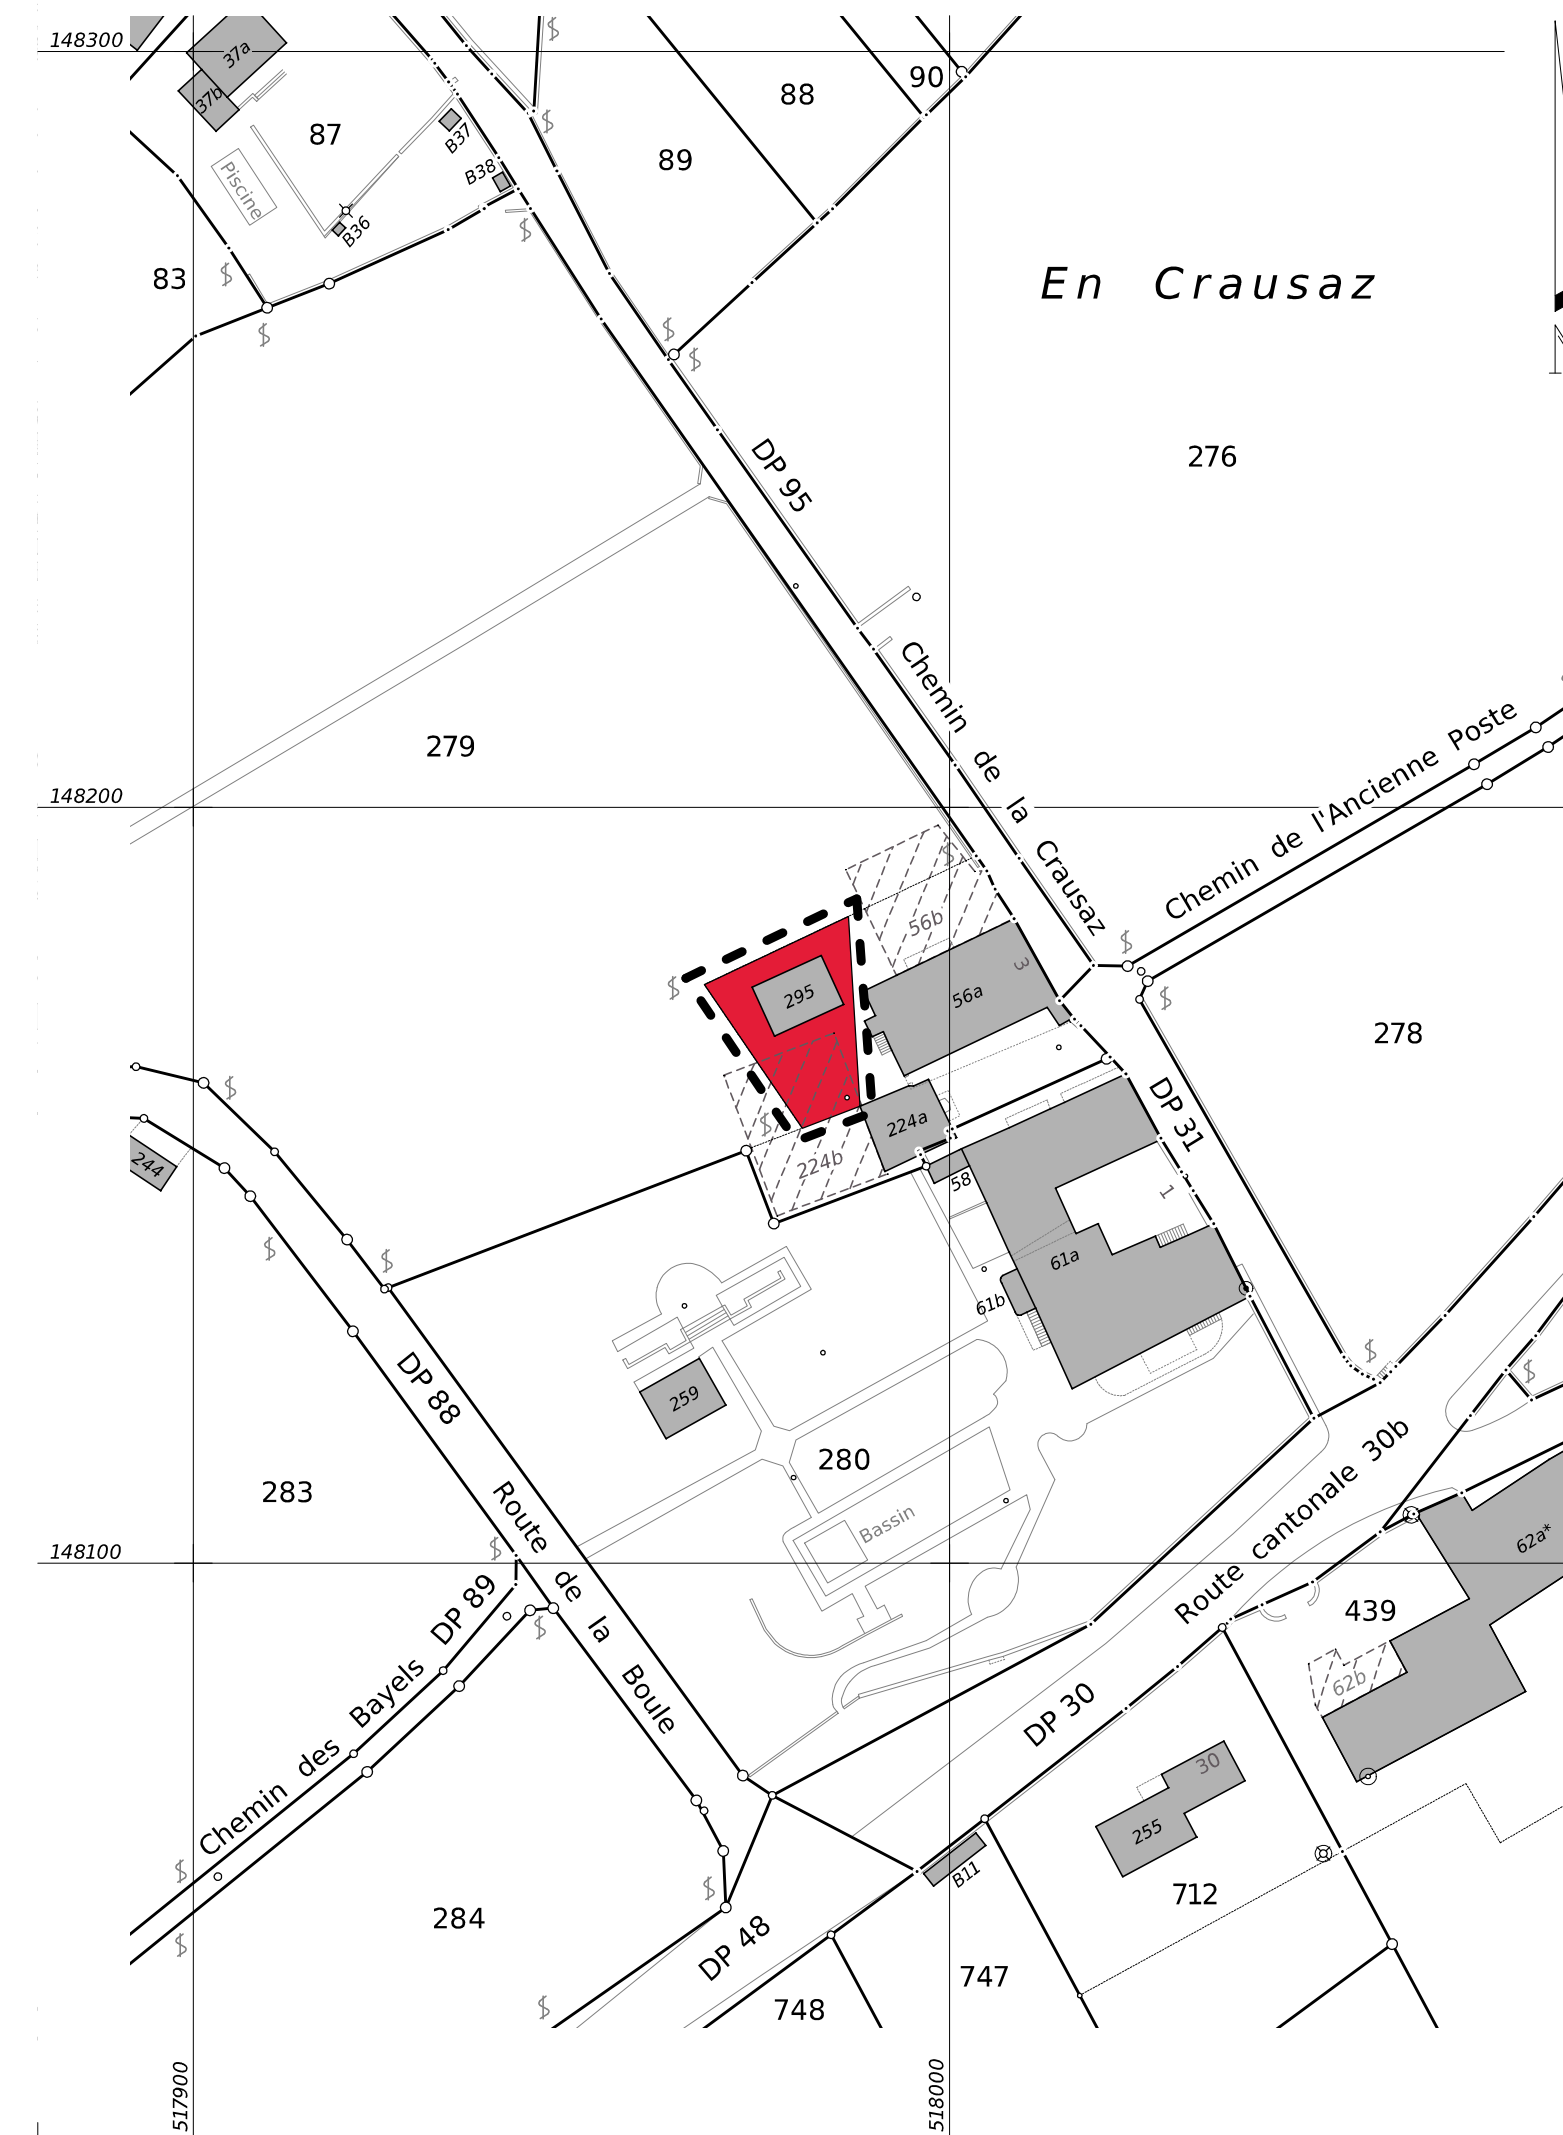 148300
37a
37b
87
B37
B38
Piscine
B36
83
88
90
89
En Crausaz
276
DP 95
279
Chemin de la Crausaz
Chemin de l'Ancienne Poste
148200
56b
3
295
56a
278
DP 31
224a
224b
58
1
244
61a
61b
DP 88
259
280
283
Route de la Boule
Bassin
Route cantonale 30b
62a*
148100
DP 89
439
Chemin des Bayels
62b
DP 30
30
255
B11
712
284
DP 48
747
748
517900
518000
N